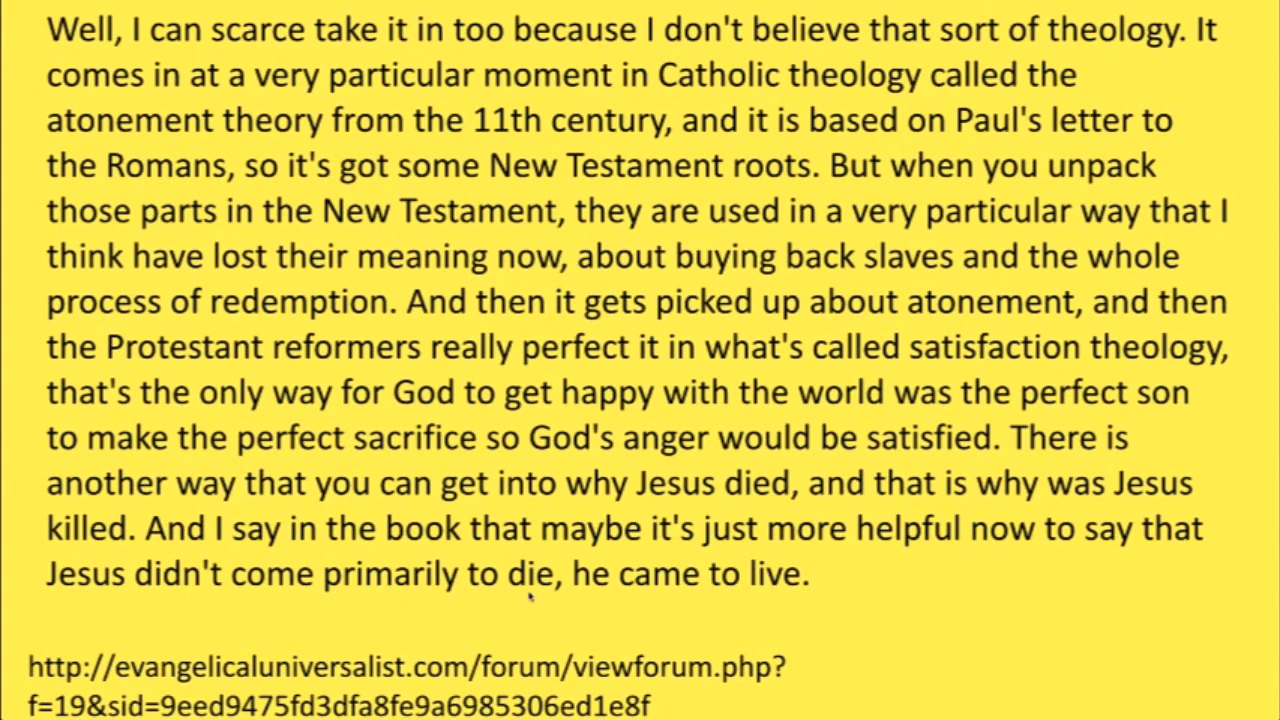 Well, I can scarce take it in too because I don't believe that sort of theology. It
comes in at a very particular moment in Catholic theology called the
atonement theory from the 11th century, and it is based on Paul's letter to
the Romans, so it's got some New Testament roots. But when you unpack
those parts in the New Testament, they are used in a very particular way that I
think have lost their meaning now, about buying back slaves and the whole
process of redemption. And then it gets picked up about atonement, and then
the Protestant reformers really perfect it in what's called satisfaction theology,
that's the only way for God to get happy with the world was the perfect son
to make the perfect sacrifice so God's anger would be satisfied. There is
another way that you can get into why Jesus died, and that is why was Jesus
killed. And I say in the book that maybe it's just more helpful now to say that
Jesus didn't come primarily to die, he came to live.
http://evangelicaluniversalist.com/forum/viewforum.php?
f=19&sid=9eed9475fd3dfa8fe9a6985306ed1e8f